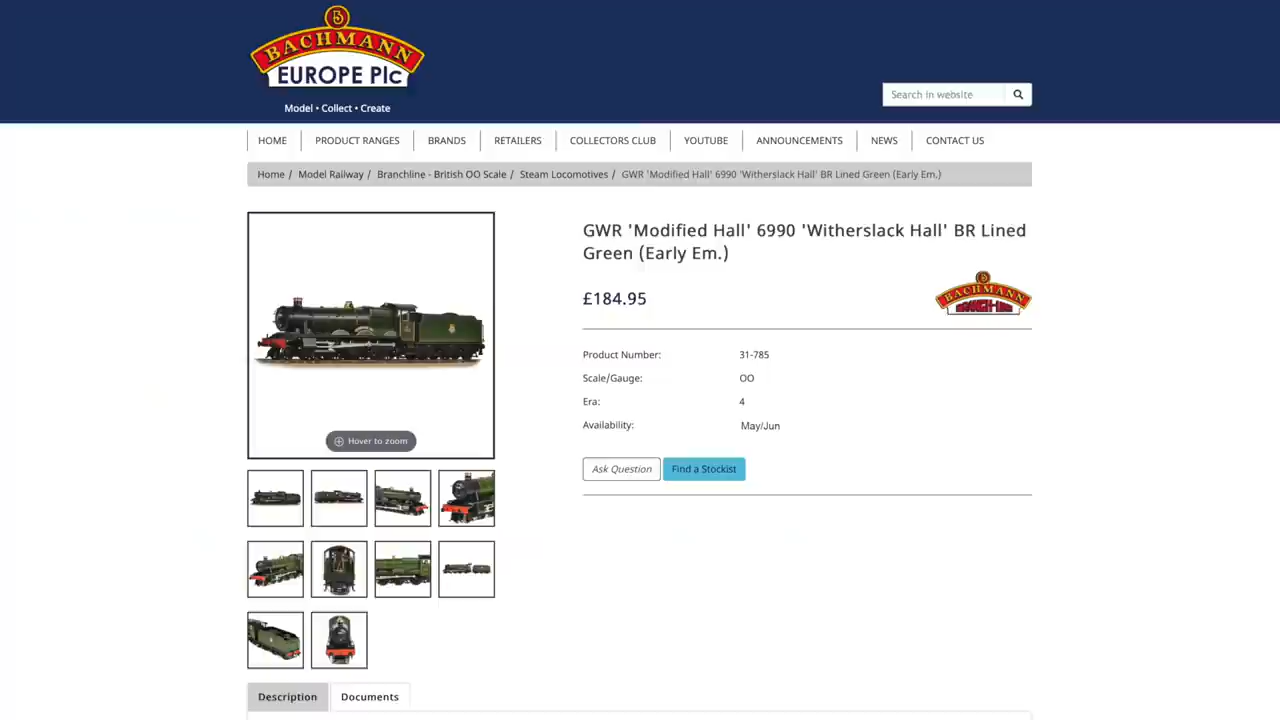 BACHMANN
EUROPE Plc
Model • Collect • Create
Search in website
HOME
PRODUCT RANGES
BRANDS
RETAILERS
COLLECTORS CLUB
YOUTUBE
ANNOUNCEMENTS
NEWS
CONTACT US
Home / Model Railway / Branchline - British OO Scale / Steam Locomotives / GWR 'Modified Hall' 6990 'Witherslack Hall' BR Lined Green (Early Em.)
GWR 'Modified Hall' 6990 'Witherslack Hall' BR Lined
Green (Early Em.)
£184.95
BACHMANN
BRANCH-LINE
Product Number: 31-785
Scale/Gauge: OO
Era: 4
Availability: May/Jun
Ask Question
Find a Stockist
Hover to zoom
Description
Documents